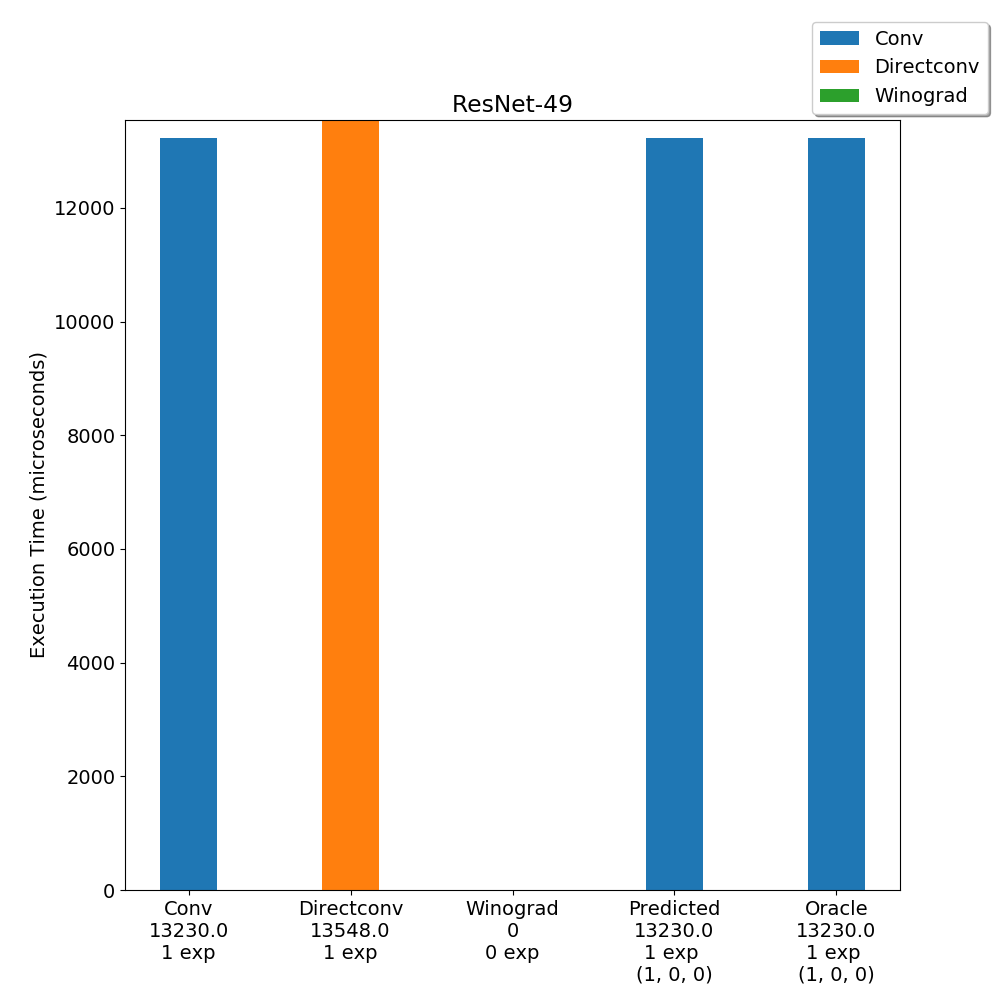 Conv
Directconv
Winograd
ResNet-49
Execution Time (microseconds)
12000
10000
8000
6000
4000
2000
0
Conv
13230.0
1 exp
Directconv
13548.0
1 exp
Winograd
0
0 exp
Predicted
13230.0
1 exp
(1, 0, 0)
Oracle
13230.0
1 exp
(1, 0, 0)